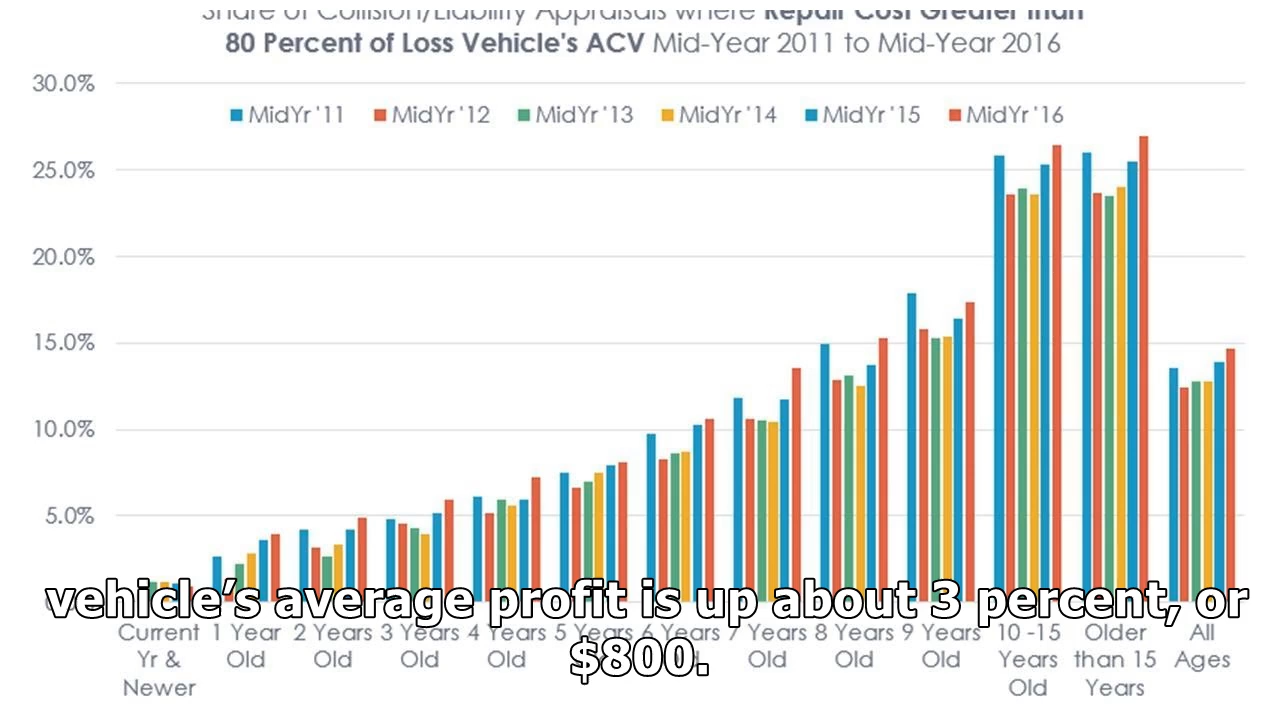 Share of Collision/Liability Appraisals where Repair Cost Greater than
80 Percent of Loss Vehicle's ACV Mid-Year 2011 to Mid-Year 2016
30.0%
MidYr '11 MidYr '12 MidYr '13 MidYr '14 MidYr '15 MidYr '16
25.0%
20.0%
15.0%
10.0%
5.0%
vehicle’s average profit is up about 3 percent, or
$800.
Current Yr & Newer
1 Year Old
2 Years Old
3 Years Old
4 Years Old
5 Years
6 Years
7 Years Old
8 Years Old
9 Years Old
10 -15 Years Old
Older than 15 Years
All Ages